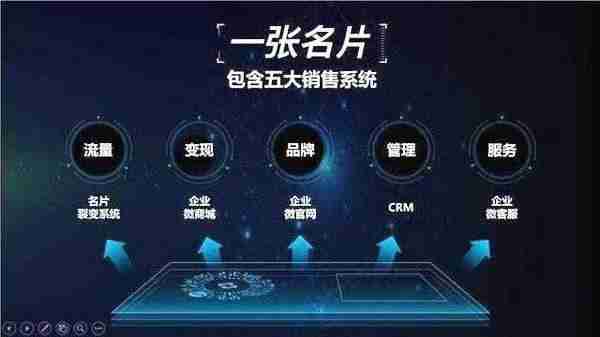 一张名片
包含五大销售系统
流量
变现
品牌
管理
服务
名片
裂变系统
企业
微商城
企业
微官网
CRM
企业
微客服